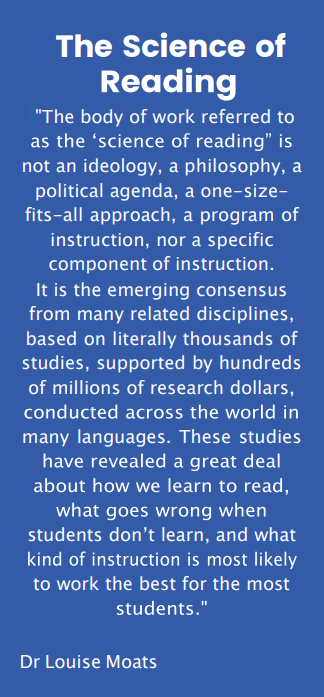 The Science of
Reading
"The body of work referred to
as the ‘science of reading” is
not an ideology, a philosophy, a
political agenda, a one-size-
fits-all approach, a program of
instruction, nor a specific
component of instruction.
It is the emerging consensus
from many related disciplines,
based on literally thousands of
studies, supported by hundreds
of millions of research dollars,
conducted across the world in
many languages. These studies
have revealed a great deal
about how we learn to read,
what goes wrong when
students don’t learn, and what
kind of instruction is most likely
to work the best for the most
students."
Dr Louise Moats